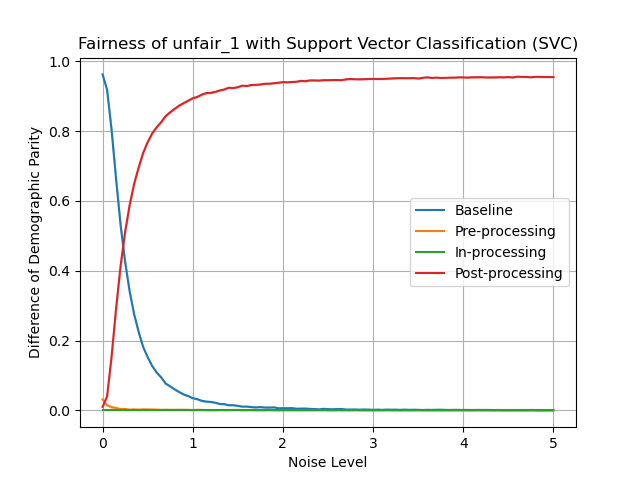 Fairness of unfair_1 with Support Vector Classification (SVC)
1.0
0.8
0.6
0.4
0.2
0.0
Difference of Demographic Parity
Baseline
Pre-processing
In-processing
Post-processing
0 1 2 3 4 5
Noise Level